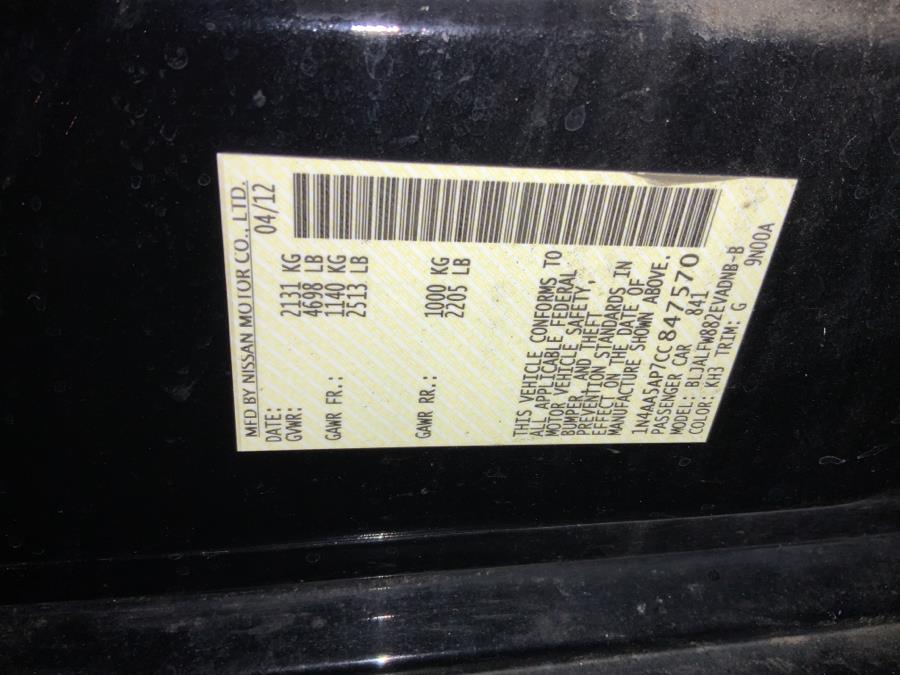 MFD BY NISSAN MOTOR CO., LTD.
DATE: 04/12
GVWR: 2131 KG
4698 LB
GAWR FR.: 1140 KG
2513 LB
GAWR RR.: 1000 KG
2205 LB
THIS VEHICLE CONFORMS TO
ALL APPLICABLE FEDERAL
MOTOR VEHICLE SAFETY,
BUMPER, AND THEFT
PREVENTION STANDARDS IN
EFFECT ON THE DATE OF
MANUFACTURE SHOWN ABOVE.
1N4AA5AP7CC847570
PASSENGER CAR 841
MODEL: BLJALFW882EVADNB-B
COLOR: KH3 TRIM: G 9N00A